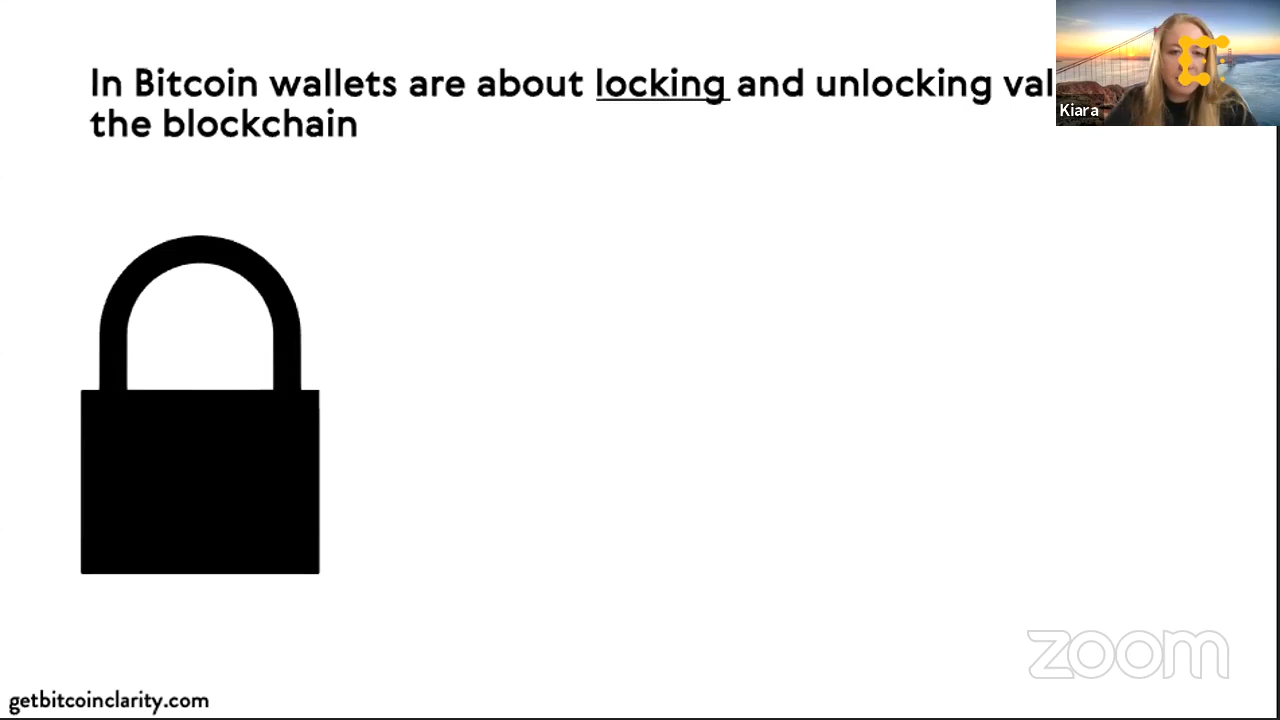 In Bitcoin wallets are about locking and unlocking val
the blockchain
Kiara
zoom
getbitcoinclarity.com